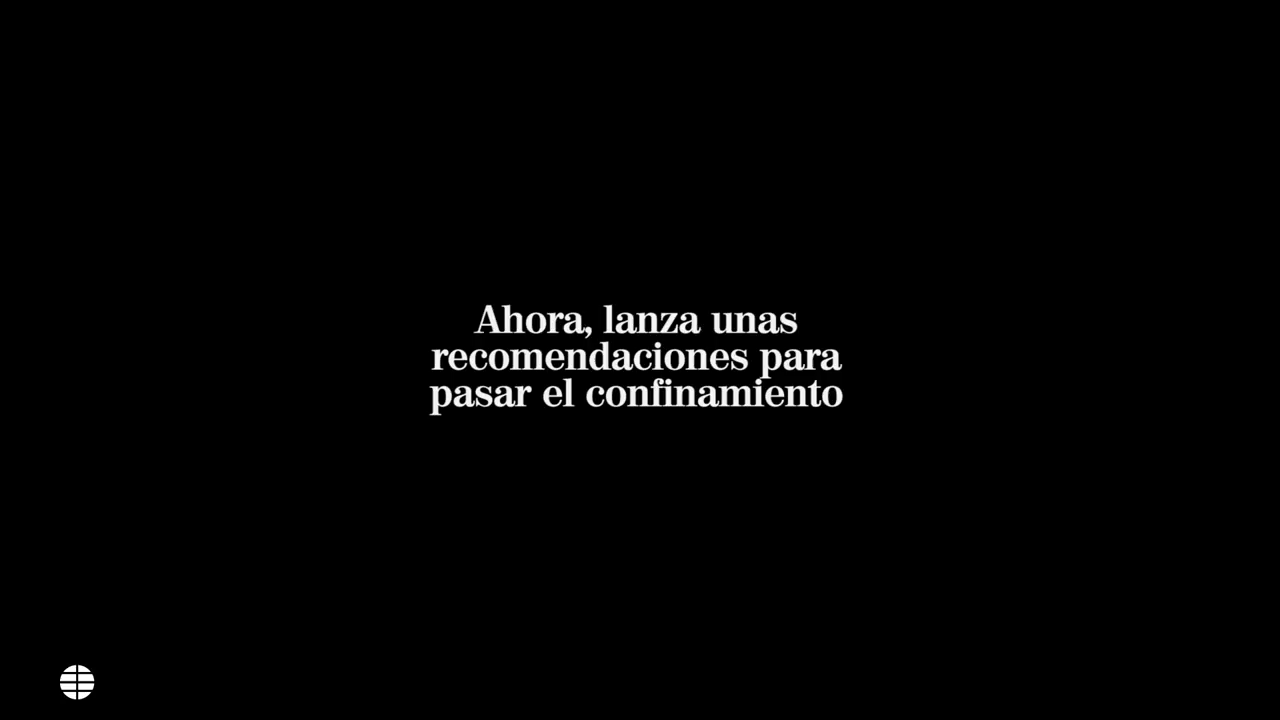 Ahora, lanza unas
recomendaciones para
pasar el confinamiento